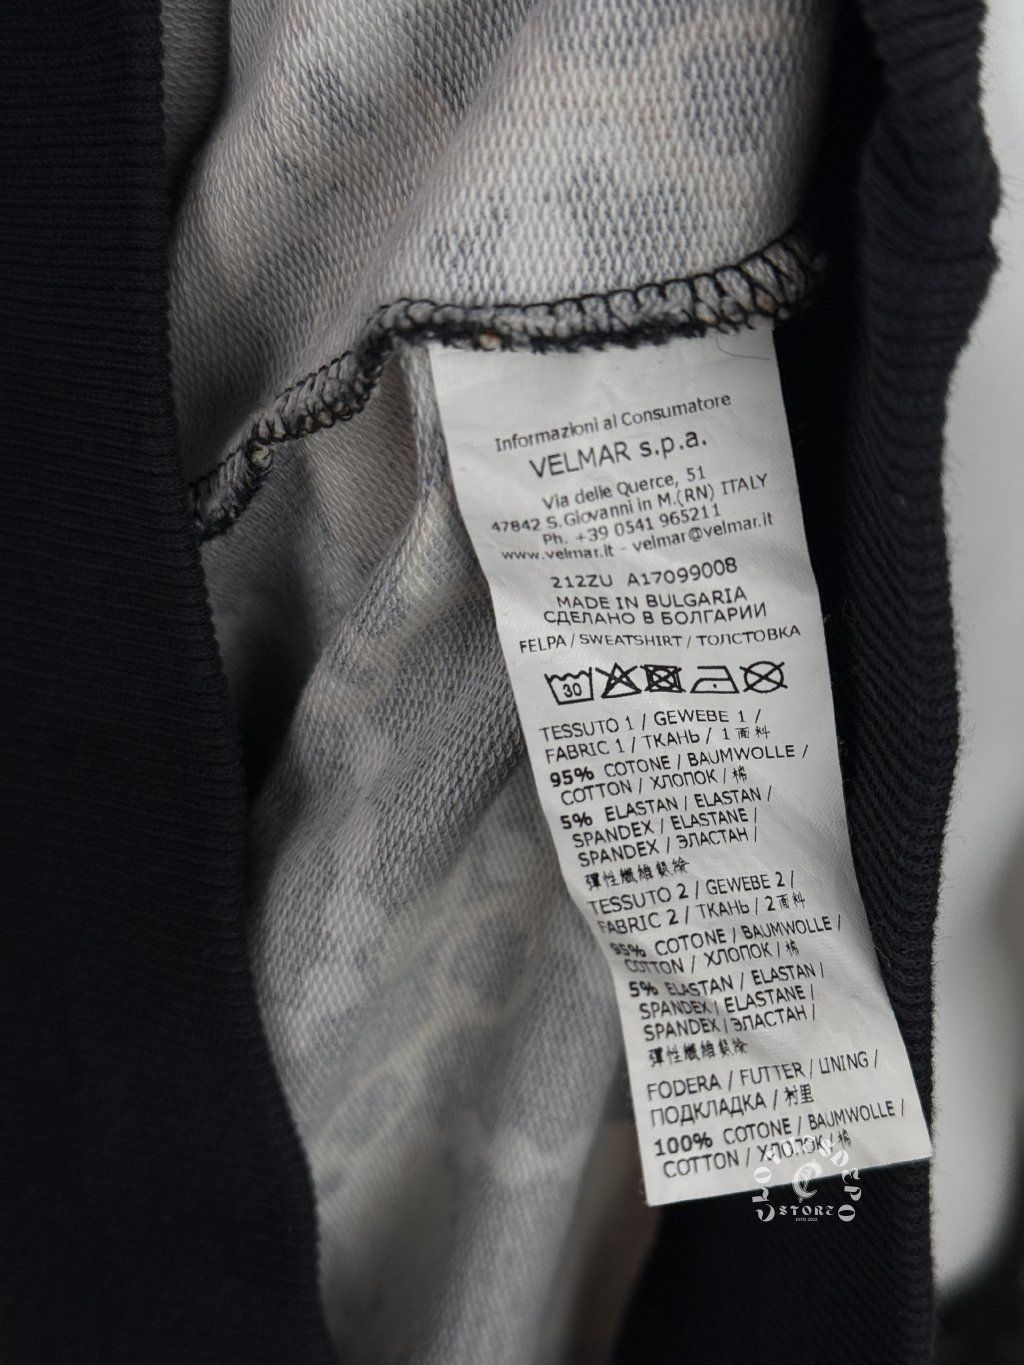 Informazioni al Consumatore
VELMAR s.p.a.
Via delle Querce, 51
47842 S.Giovanni in M.(RN) ITALY
Ph. +39 0541 965211
www.velmar.it - velmar@velmar.it
212ZU A17099008
MADE IN BULGARIA
СДЕЛАНО В БОЛГАРИИ
FELPA / SWEATSHIRT / ТОЛСТОВКА
30
TESSUTO 1 / GEWEBE 1 /
FABRIC 1 / ТКАНЬ / 1 面料
95% COTONE / BAUMWOLLE /
COTTON / ХЛОПОК / 棉
5% ELASTAN / ELASTAN /
SPANDEX / ELASTANE /
SPANDEX / ЭЛАСТАН /
彈性纖維
TESSUTO 2 / GEWEBE 2 /
FABRIC 2 / ТКАНЬ / 2 面料
95% COTONE / BAUMWOLLE /
COTTON / ХЛОПОК / 棉
5% ELASTAN / ELASTAN /
SPANDEX / ELASTANE /
SPANDEX / ЭЛАСТАН /
彈性纖維
FODERA / FUTTER / LINING /
ПОДКЛАДКА / 村里
100% COTONE / BAUMWOLLE /
COTTON / ХЛОПОК / 棉
STORE